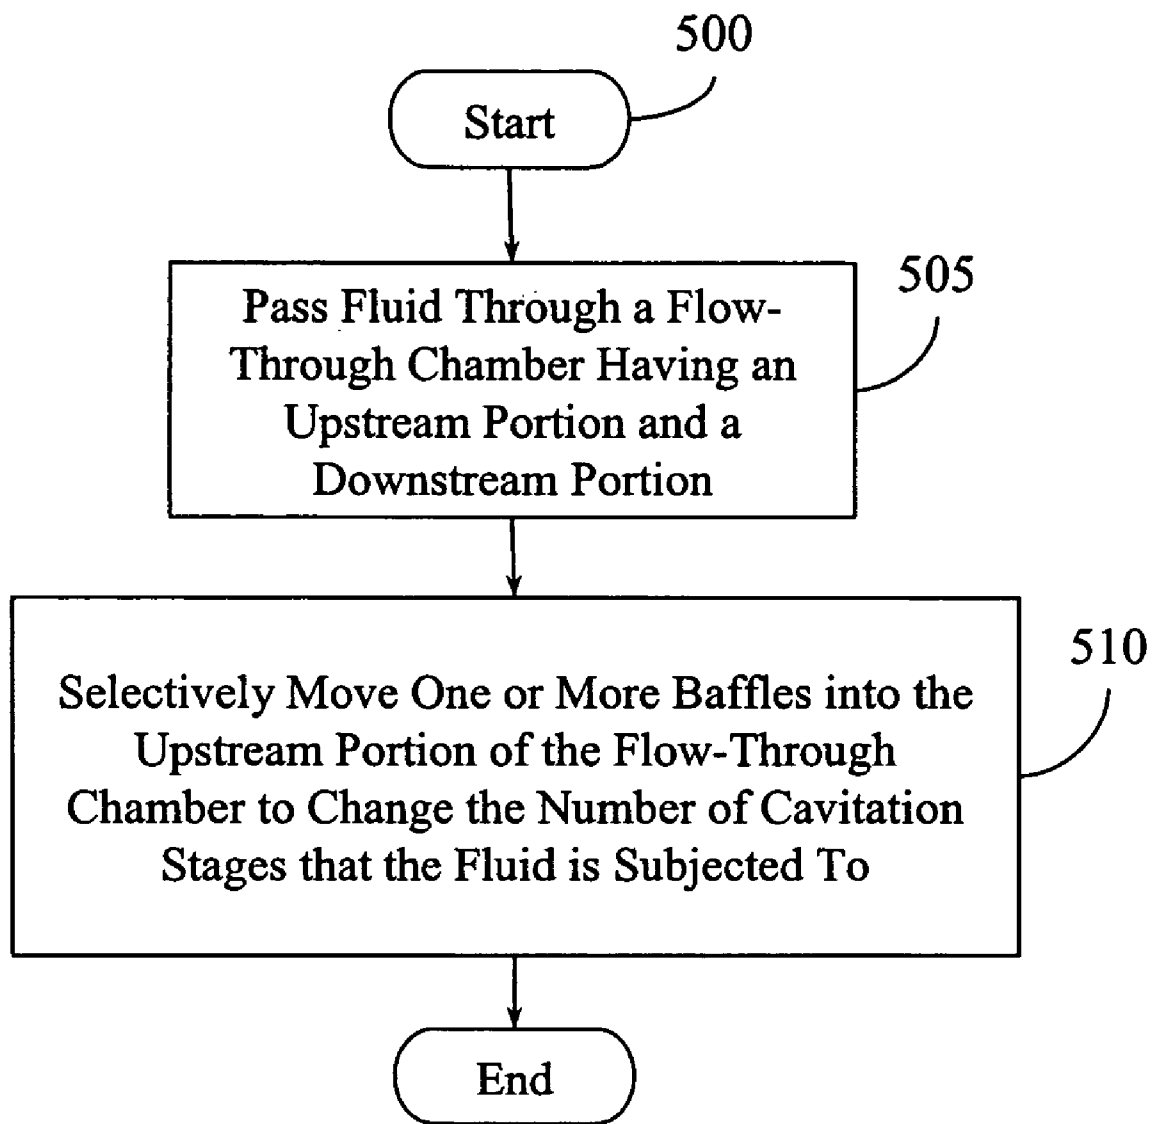 500
Start
505
Pass Fluid Through a Flow-
Through Chamber Having an
Upstream Portion and a
Downstream Portion
510
Selectively Move One or More Baffles into the
Upstream Portion of the Flow-Through
Chamber to Change the Number of Cavitation
Stages that the Fluid is Subjected To
End